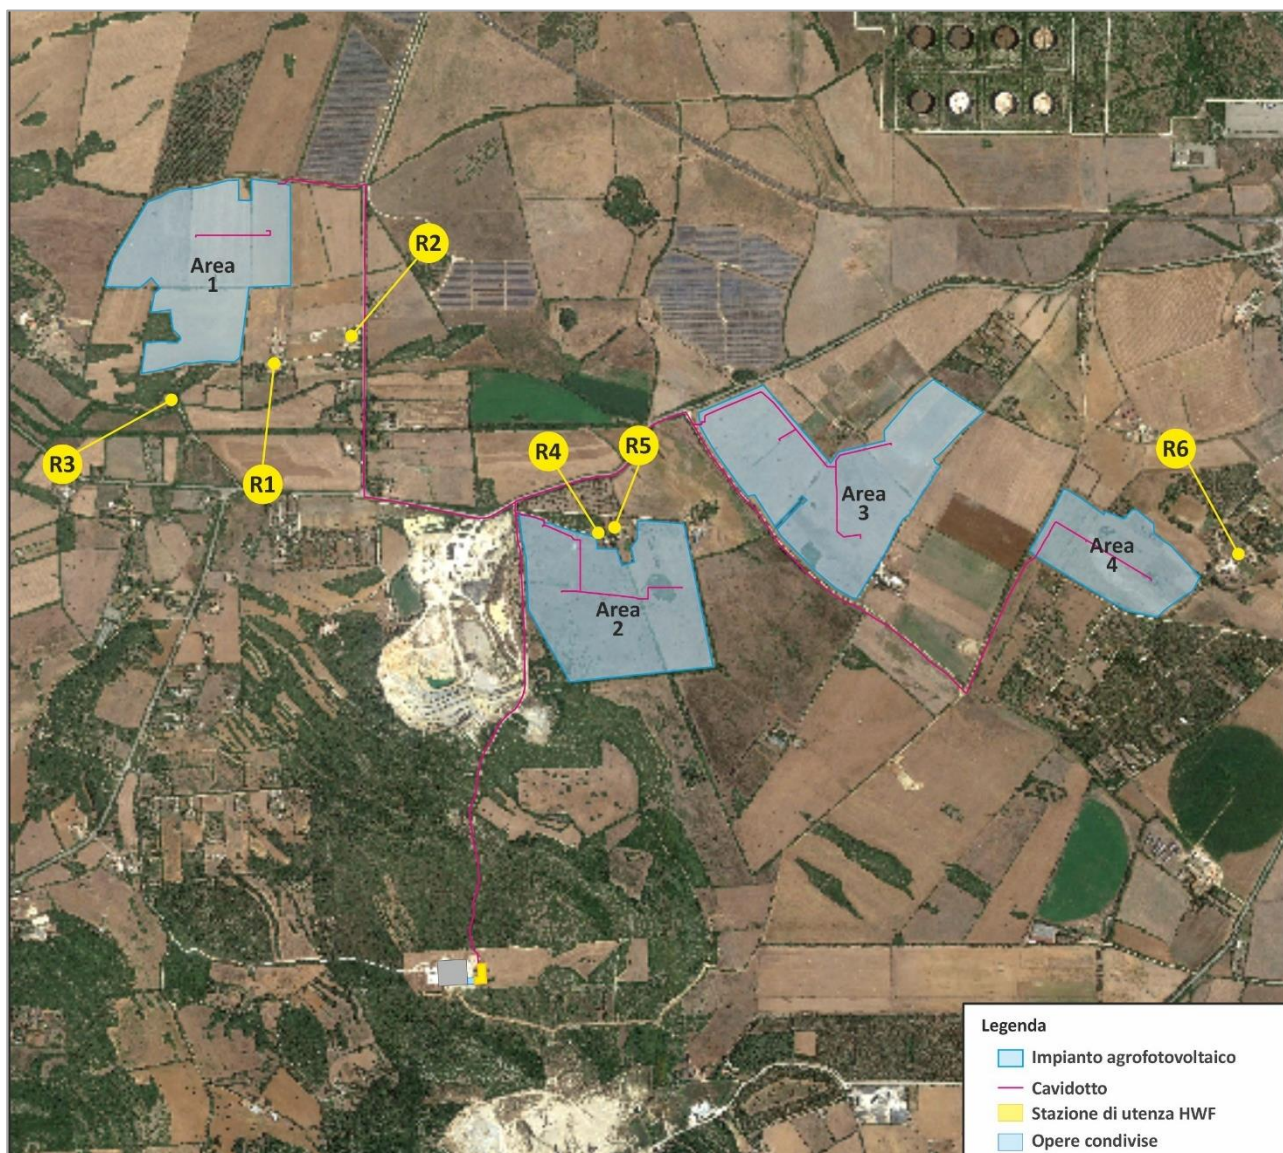 R2
Area
1
R3
R1
R4
R5
R6
Area
3
Area
4
Area
2
Legenda
Impianto agrofotovoltaico
Cavidotto
Stazione di utenza HWF
Opere condivise